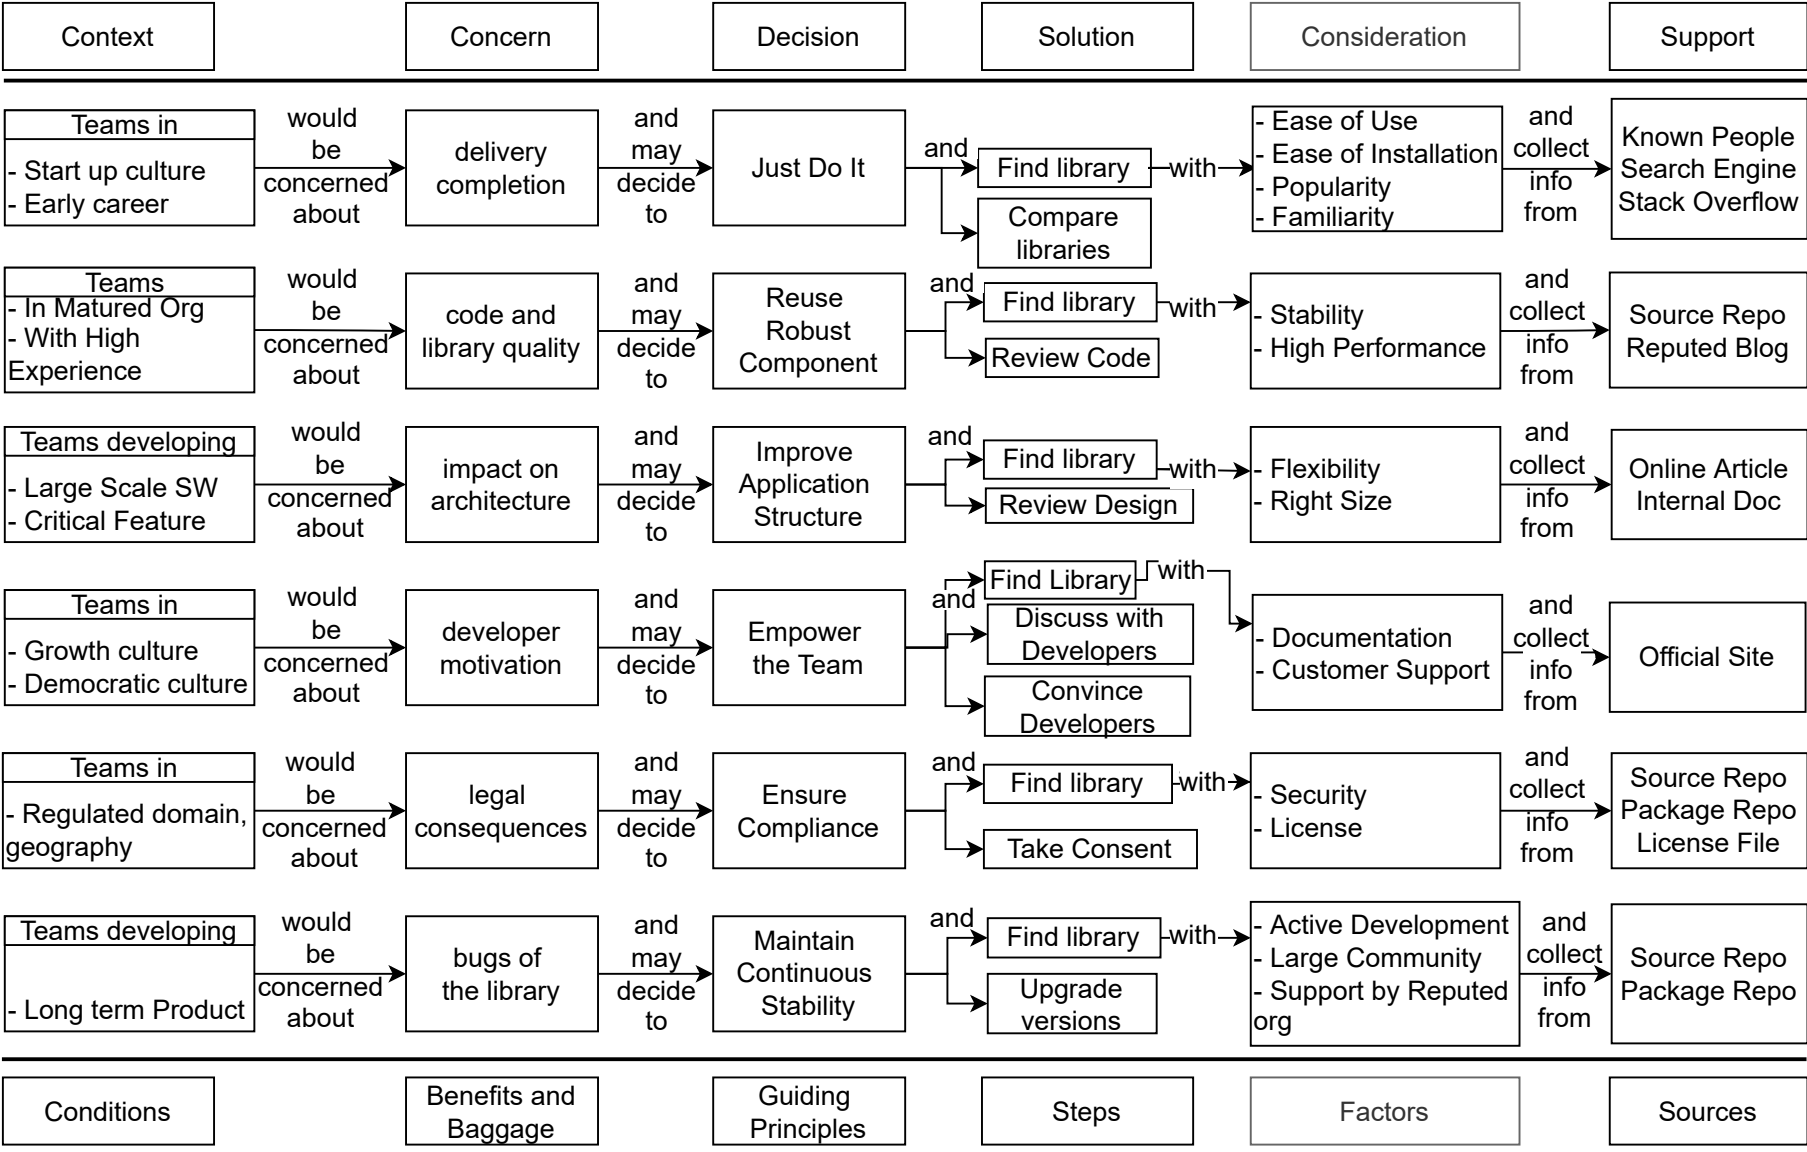 Context
Concern
Decision
Solution
Consideration
Support
Teams in
- Start up culture
- Early career
would
be
concerned
about
delivery
completion
and
may
decide
to
Just Do It
and
Find library
Compare
libraries
with
- Ease of Use
- Ease of Installation
- Popularity
- Familiarity
and
collect
info
from
Known People
Search Engine
Stack Overflow
Teams
- In Matured Org
- With High
Experience
would
be
concerned
about
code and
library quality
and
may
decide
to
Reuse
Robust
Component
and
Find library
Review Code
with
- Stability
- High Performance
and
collect
info
from
Source Repo
Reputed Blog
Teams developing
- Large Scale SW
- Critical Feature
would
be
concerned
about
impact on
architecture
and
may
decide
to
Improve
Application
Structure
and
Find library
Review Design
with
- Flexibility
- Right Size
and
collect
info
from
Online Article
Internal Doc
Teams in
- Growth culture
- Democratic culture
would
be
concerned
about
developer
motivation
and
may
decide
to
Empower
the Team
and
Find Library
Discuss with
Developers
Convince
Developers
with
- Documentation
- Customer Support
and
collect
info
from
Official Site
Teams in
- Regulated domain,
geography
would
be
concerned
about
legal
consequences
and
may
decide
to
Ensure
Compliance
and
Find library
Take Consent
with
- Security
- License
and
collect
info
from
Source Repo
Package Repo
License File
Teams developing
- Long term Product
would
be
concerned
about
bugs of
the library
and
may
decide
to
Maintain
Continuous
Stability
and
Find library
Upgrade
versions
with
- Active Development
- Large Community
- Support by Reputed
org
and
collect
info
from
Source Repo
Package Repo
Conditions
Benefits and
Baggage
Guiding
Principles
Steps
Factors
Sources